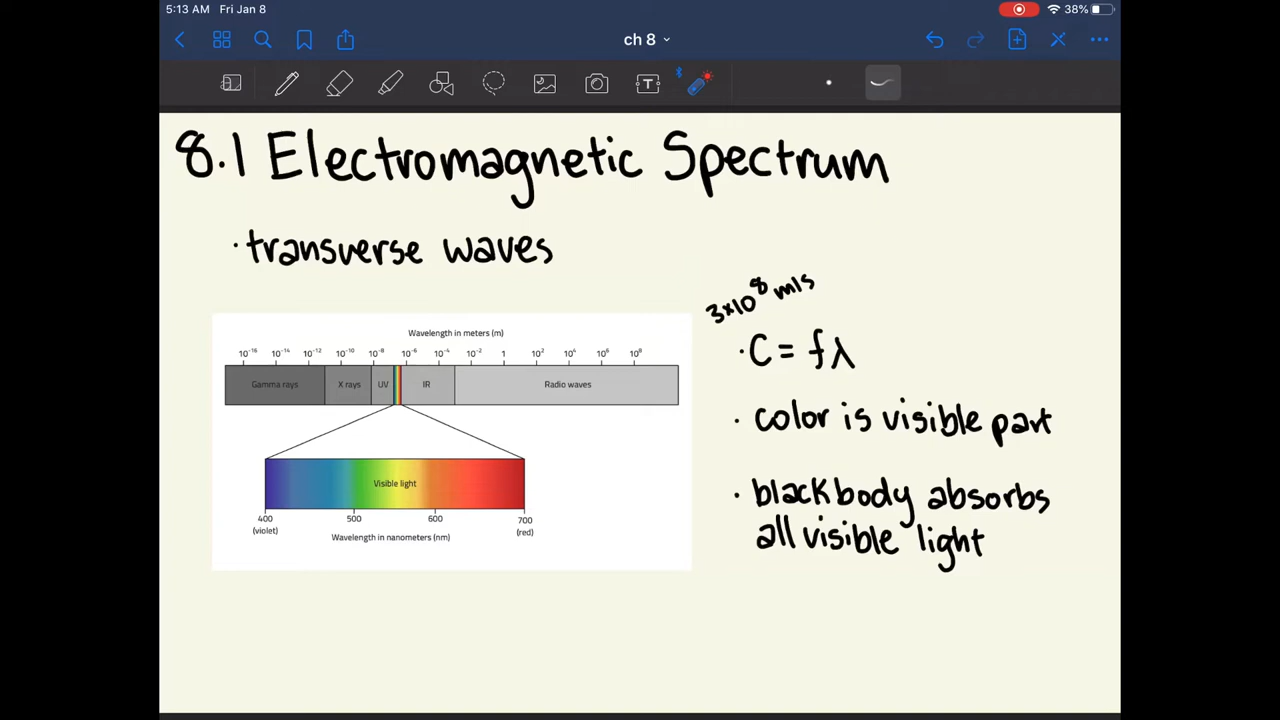 5:13 AM Fri Jan 8
38%
ch 8
T
8.1 Electromagnetic Spectrum
· transverse waves
3×10⁸ m/s
· C = fλ
· color is visible part
· blackbody absorbs
all visible light
Wavelength in meters (m)
10⁻¹⁶ 10⁻¹⁴ 10⁻¹² 10⁻¹⁰ 10⁻⁸ 10⁻⁶ 10⁻⁴ 10⁻² 1 10² 10⁴ 10⁶ 10⁸
Gamma rays X rays UV IR Radio waves
Visible light
400 500 600 700
(violet) (red)
Wavelength in nanometers (nm)